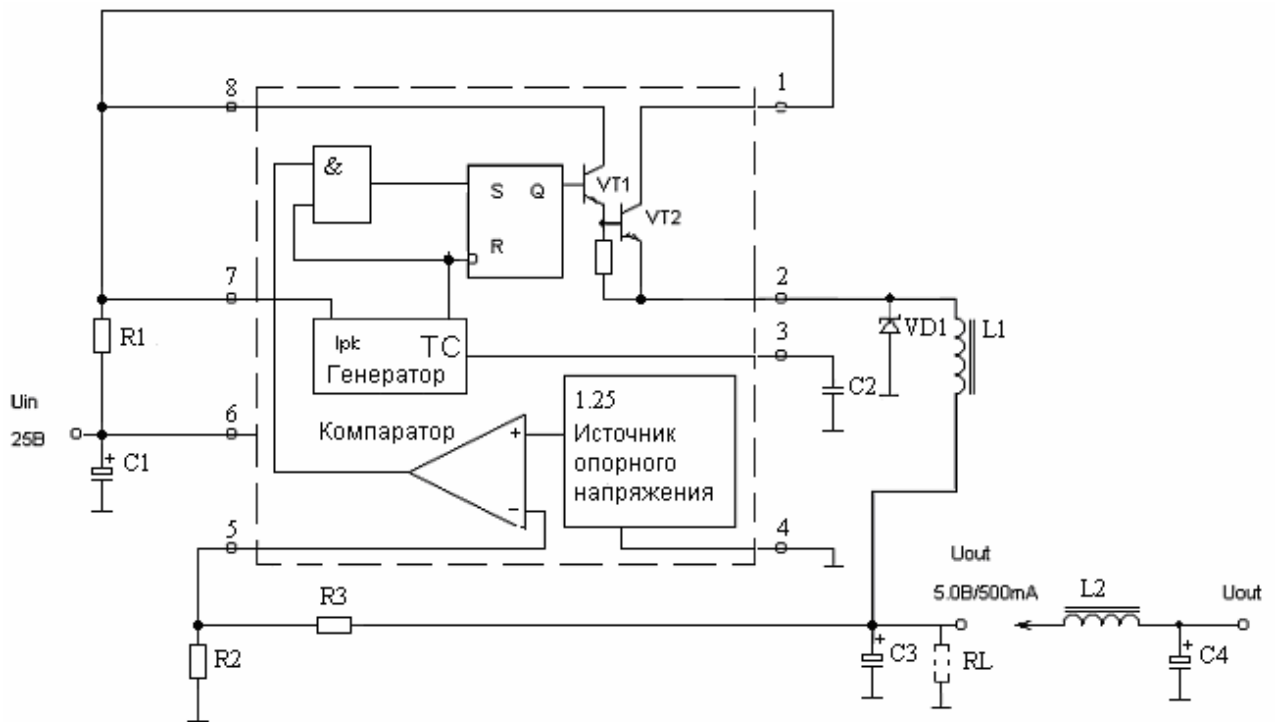 8
1
&
S Q
VT1
VT2
R
7
2
R1
Ipk TC
Генератор
3
VD1
L1
C2
Uin
25В
6
+
C1
Компаратор
+
−
1.25
Источник
опорного
напряжения
5
4
Uout
5.0В/500mA
L2
Uout
R3
R2
+
C3
RL
+
C4